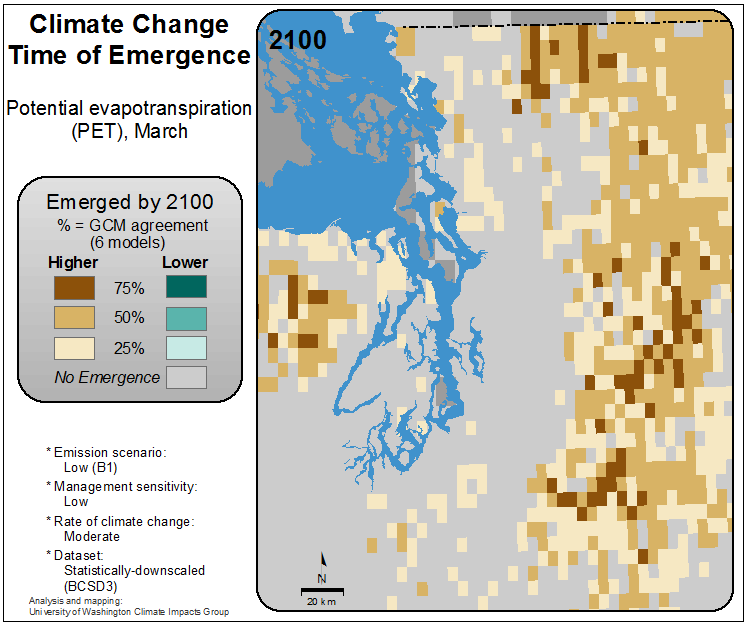 Climate Change
Time of Emergence
Potential evapotranspiration
(PET), March
Emerged by 2100
% = GCM agreement
(6 models)
Higher Lower
75%
50%
25%
No Emergence
* Emission scenario:
Low (B1)
* Management sensitivity:
Low
* Rate of climate change:
Moderate
* Dataset:
Statistically-downscaled
(BCSD3)
Analysis and mapping:
University of Washington Climate Impacts Group
2100
N
20 km